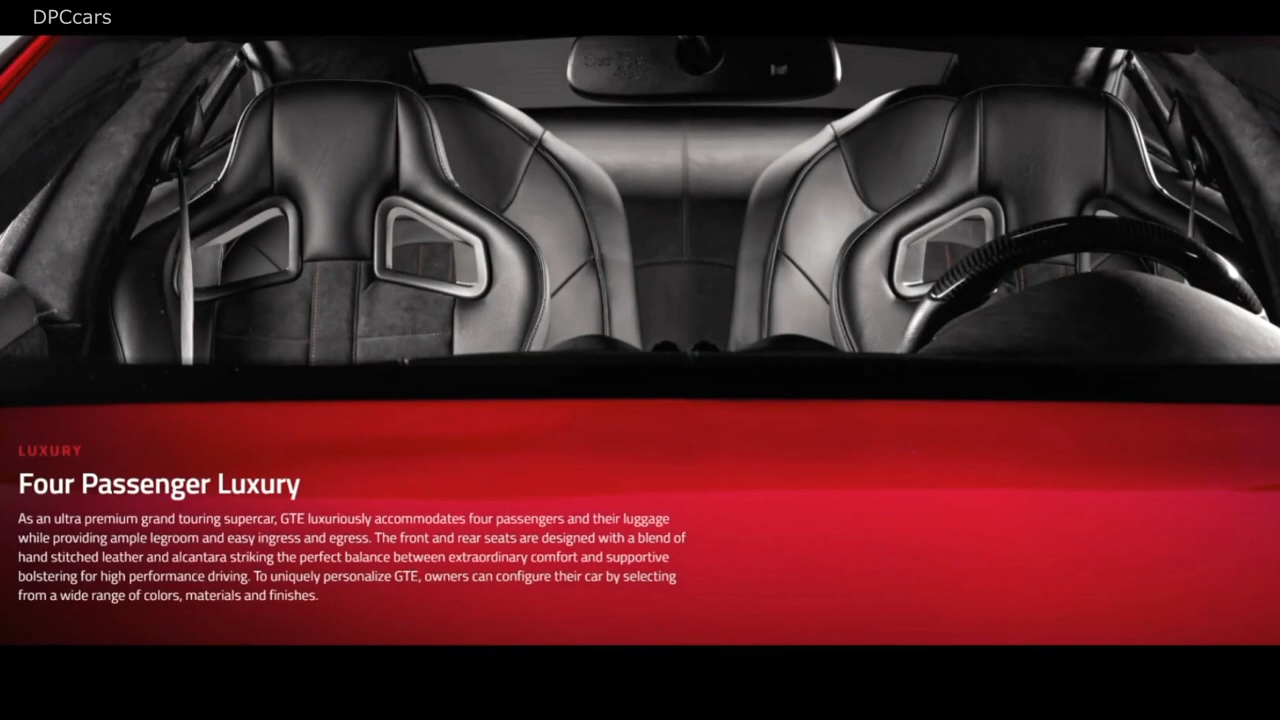 DPCcars
LUXURY
Four Passenger Luxury
As an ultra premium grand touring supercar, GTE luxuriously accommodates four passengers and their luggage
while providing ample legroom and easy ingress and egress. The front and rear seats are designed with a blend of
hand stitched leather and alcantara striking the perfect balance between extraordinary comfort and supportive
bolstering for high performance driving. To uniquely personalize GTE, owners can configure their car by selecting
from a wide range of colors, materials and finishes.